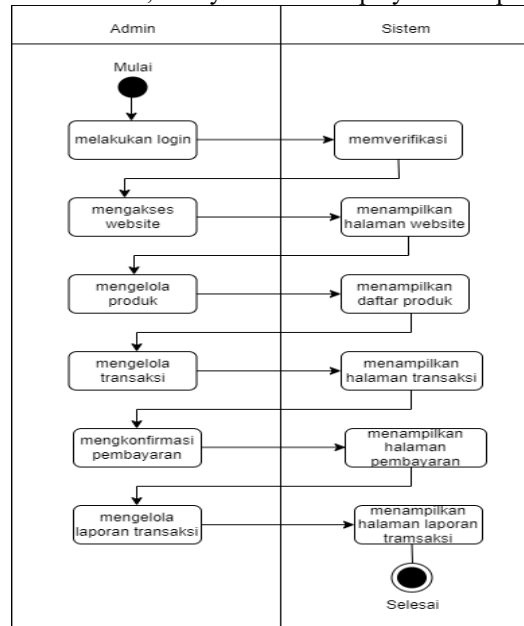 Admin
Sistem
Mulai
melakukan login
memverifikasi
mengakses
website
menampilkan
halaman website
mengelola
produk
menampilkan
daftar produk
mengelola
transaksi
menampilkan
halaman transaksi
mengkonfirmasi
pembayaran
menampilkan
halaman
pembayaran
mengelola
laporan transaksi
menampilkan
halaman laporan
tramsaksi
Selesai